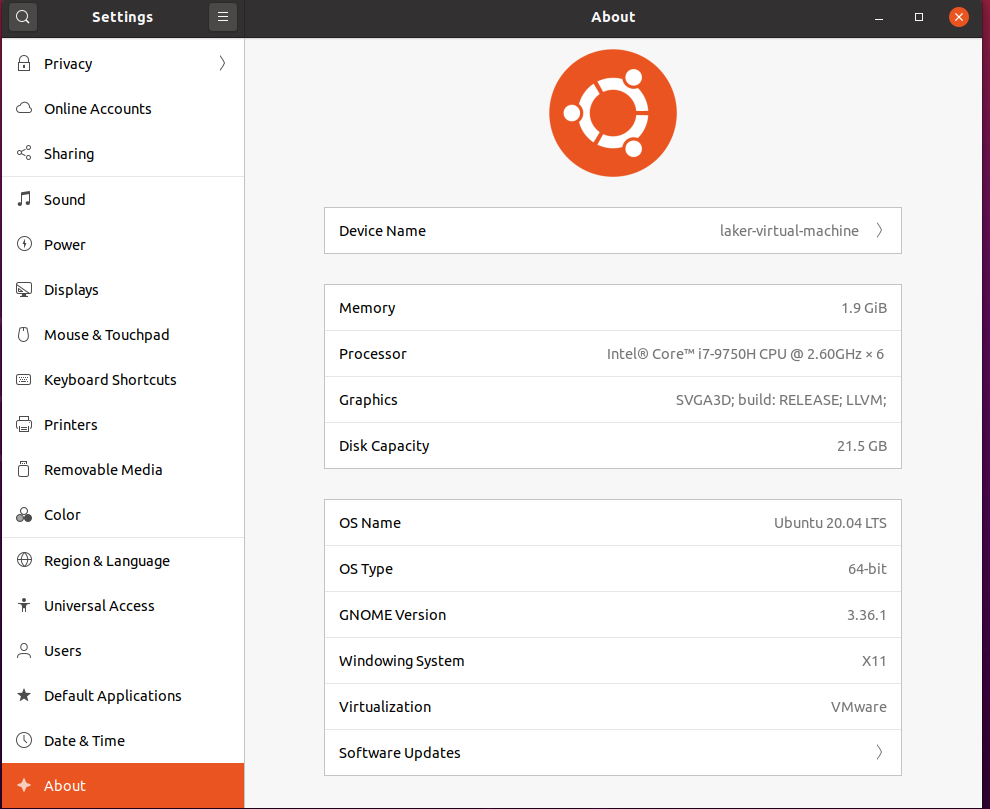 Settings
About
Privacy
Online Accounts
Sharing
Sound
Power
Displays
Mouse & Touchpad
Keyboard Shortcuts
Printers
Removable Media
Color
Region & Language
Universal Access
Users
Default Applications
Date & Time
About
Device Name laker-virtual-machine
Memory 1.9 GiB
Processor Intel® Core™ i7-9750H CPU @ 2.60GHz × 6
Graphics SVGA3D; build: RELEASE; LLVM;
Disk Capacity 21.5 GB
OS Name Ubuntu 20.04 LTS
OS Type 64-bit
GNOME Version 3.36.1
Windowing System X11
Virtualization VMware
Software Updates